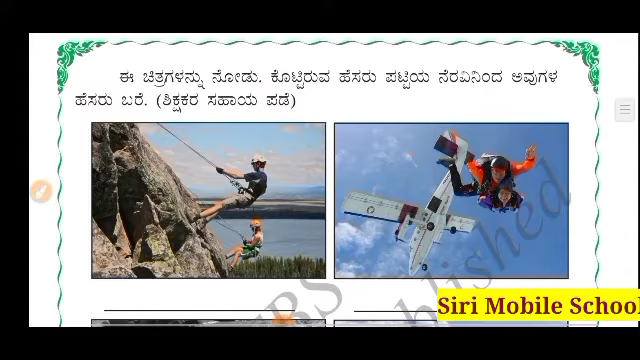 ಈ ಚಿತ್ರಗಳನ್ನು ನೋಡು. ಕೊಟ್ಟಿರುವ ಹೆಸರು ಪಟ್ಟಿಯ ನೆರವಿನಿಂದ ಅವುಗಳ
ಹೆಸರು ಬರೆ. (ಶಿಕ್ಷಕರ ಸಹಾಯ ಪಡೆ)
Siri Mobile School